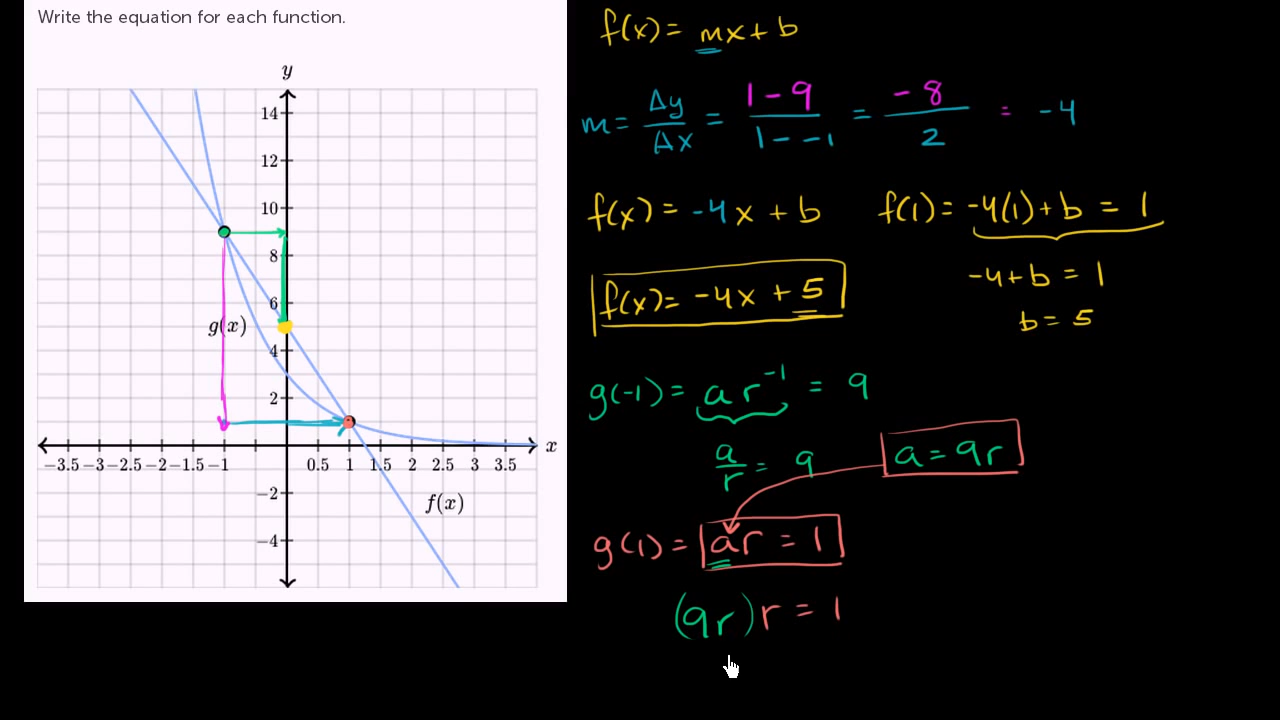 Write the equation for each function.
y
14
12
10
8
6
4
2
−2
−4
−3.5 −3 −2.5 −2 −1.5 −1 0.5 1 1.5 2 2.5 3 3.5 x
g(x)
f(x)
f(x) = mx + b
m = Δy/Δx = 1 - 9/1 - -1 = -8/2 = -4
f(x) = -4x + b
f(1) = -4(1) + b = 1
-4 + b = 1
b = 5
f(x) = -4x + 5
g(-1) = ar⁻¹ = 9
a/r = 9
a = 9r
g(1) = ar = 1
(9r)r = 1